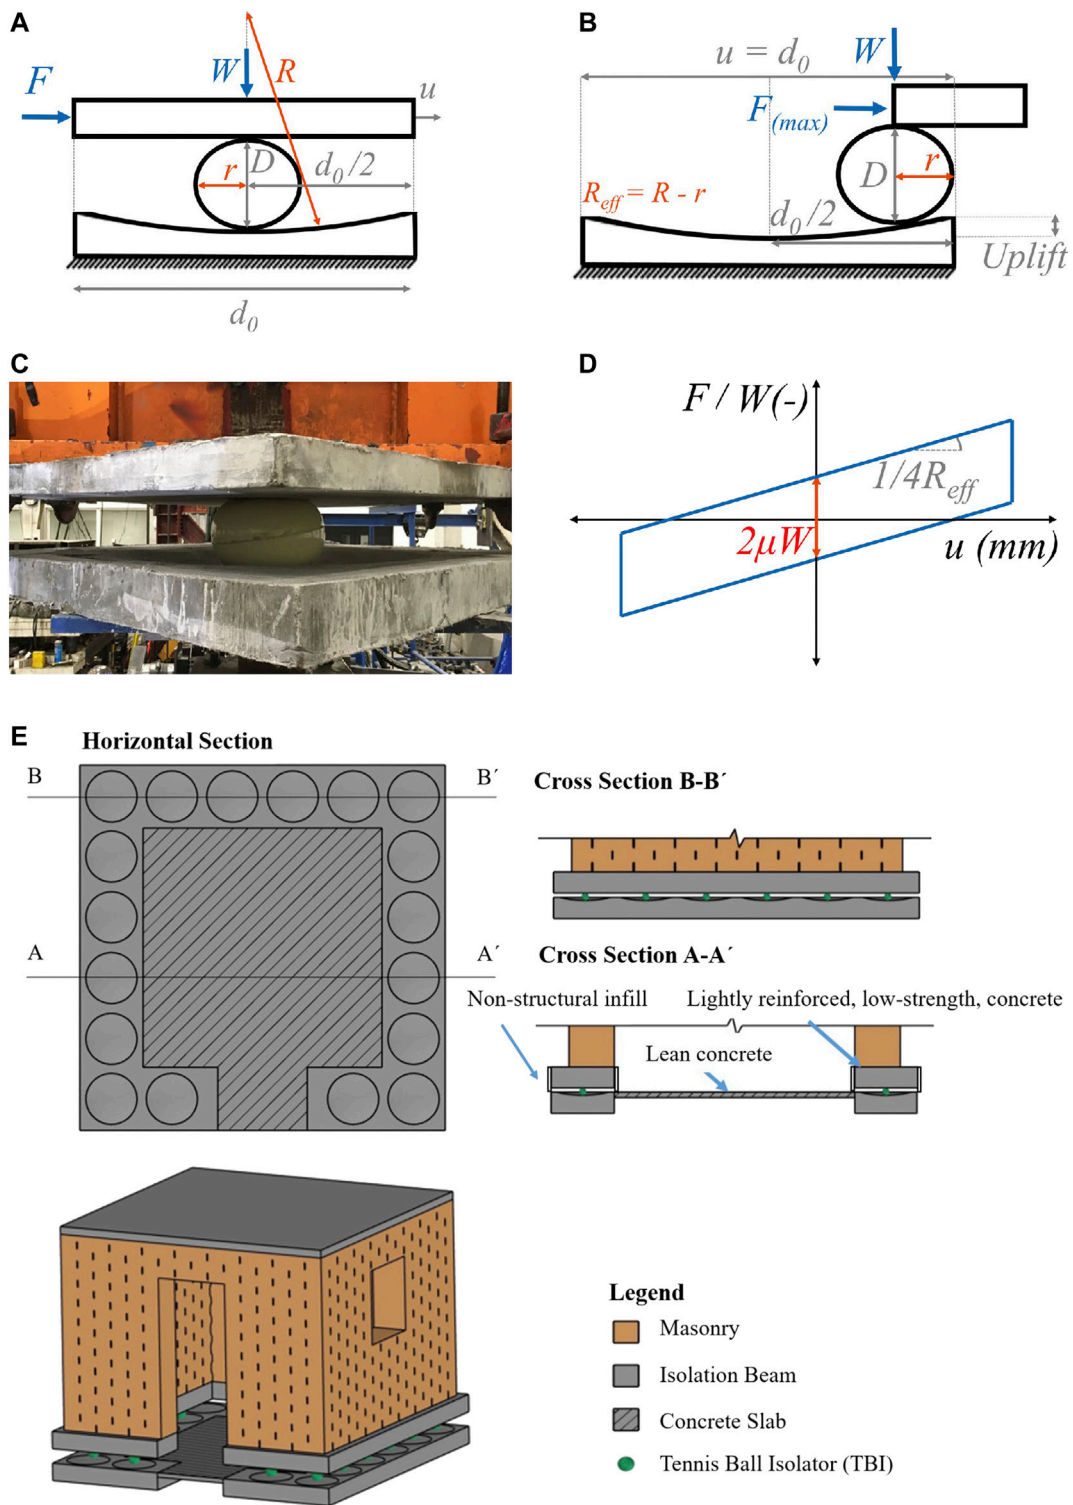 A
F
W
R
u
r
D
d0/2
d0
B
W
u = d0
F(max)
D
r
Reff = R - r
d0/2
Uplift
C
D
F / W(-)
1/4Reff
2μW
u (mm)
E
Horizontal Section
B
B´
A
A´
Cross Section B-B´
Cross Section A-A´
Non-structural infill
Lightly reinforced, low-strength, concrete
Lean concrete
Legend
Masonry
Isolation Beam
Concrete Slab
Tennis Ball Isolator (TBI)